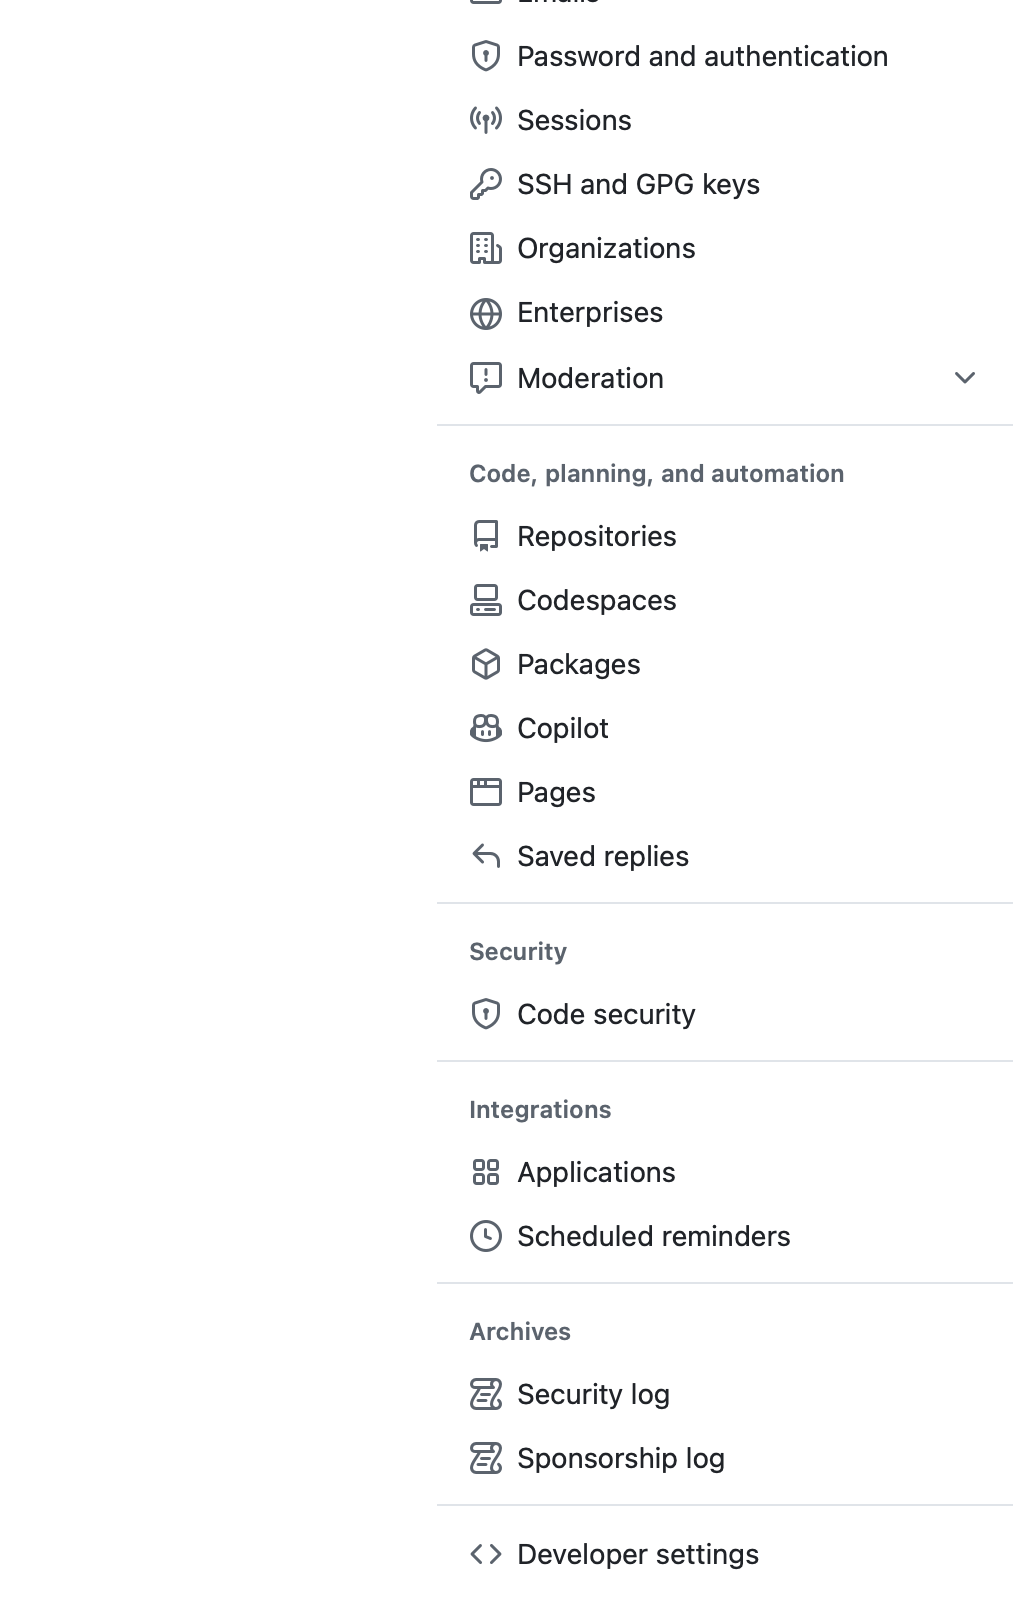 Emails
Password and authentication
Sessions
SSH and GPG keys
Organizations
Enterprises
Moderation
Code, planning, and automation
Repositories
Codespaces
Packages
Copilot
Pages
Saved replies
Security
Code security
Integrations
Applications
Scheduled reminders
Archives
Security log
Sponsorship log
Developer settings